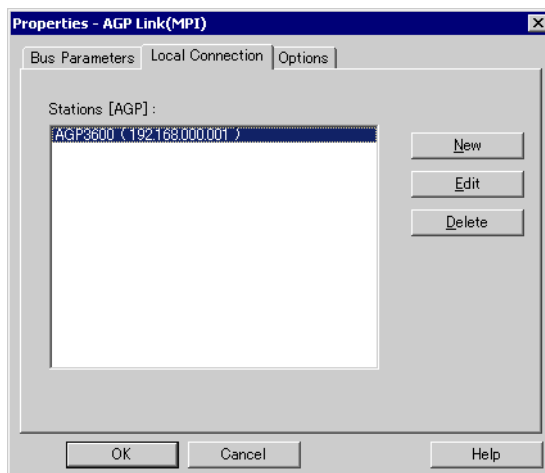 Properties - AGP Link(MPI)
Bus Parameters Local Connection Options
Stations [AGP] :
AGP3600 ( 192.168.000.001 )
New
Edit
Delete
OK Cancel Help